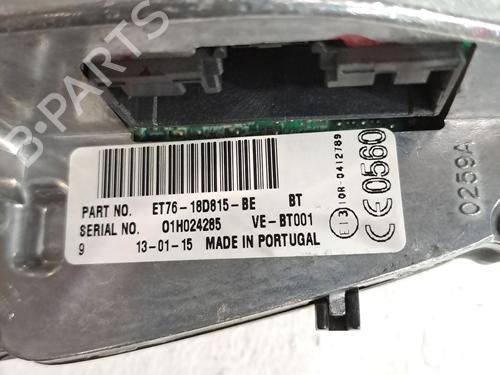 B-PARTS
PART NO. ET76-18D815-BE BT
SERIAL NO. 01H024285 VE-BT001
9 13-01-15 MADE IN PORTUGAL
E13 10R-0412789
CE0560
0259A